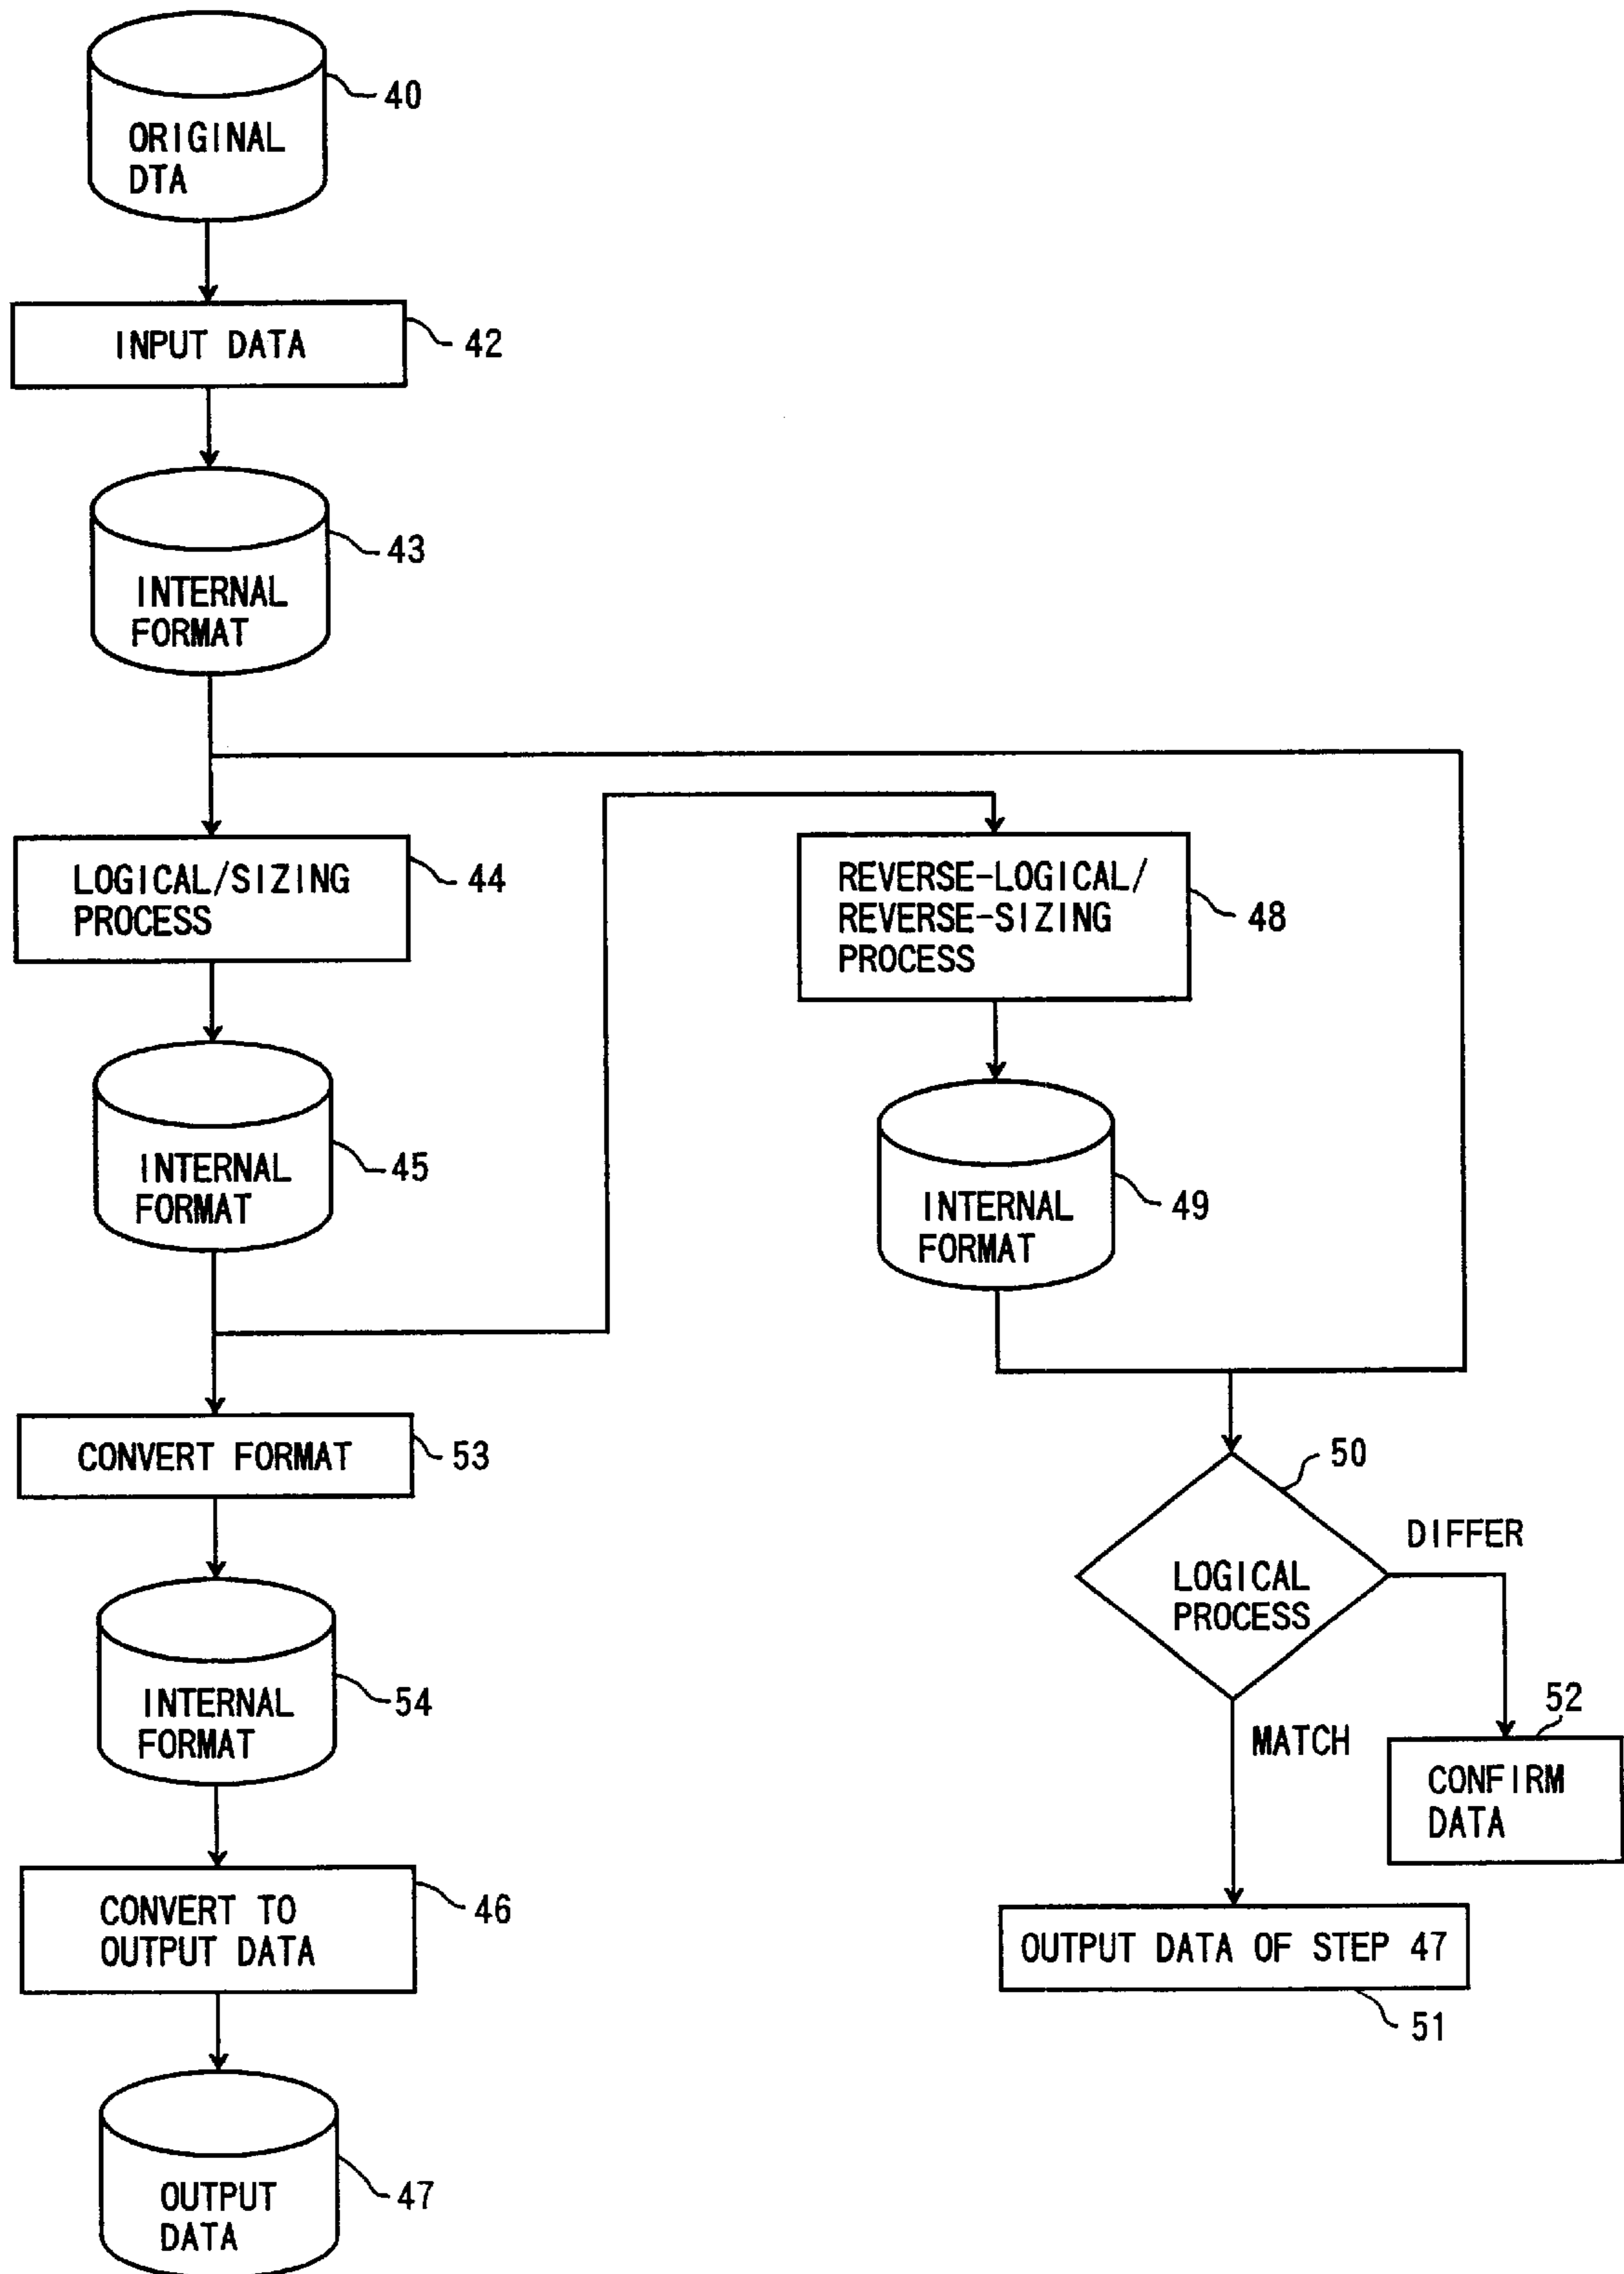 40
ORIGINAL
DTA
INPUT DATA
42
43
INTERNAL
FORMAT
LOGICAL/SIZING
PROCESS
44
REVERSE-LOGICAL/
REVERSE-SIZING
PROCESS
48
INTERNAL
FORMAT
45
INTERNAL
FORMAT
49
CONVERT FORMAT
53
50
DIFFER
LOGICAL
PROCESS
INTERNAL
FORMAT
54
MATCH
52
CONFIRM
DATA
CONVERT TO
OUTPUT DATA
46
OUTPUT DATA OF STEP 47
51
OUTPUT
DATA
47